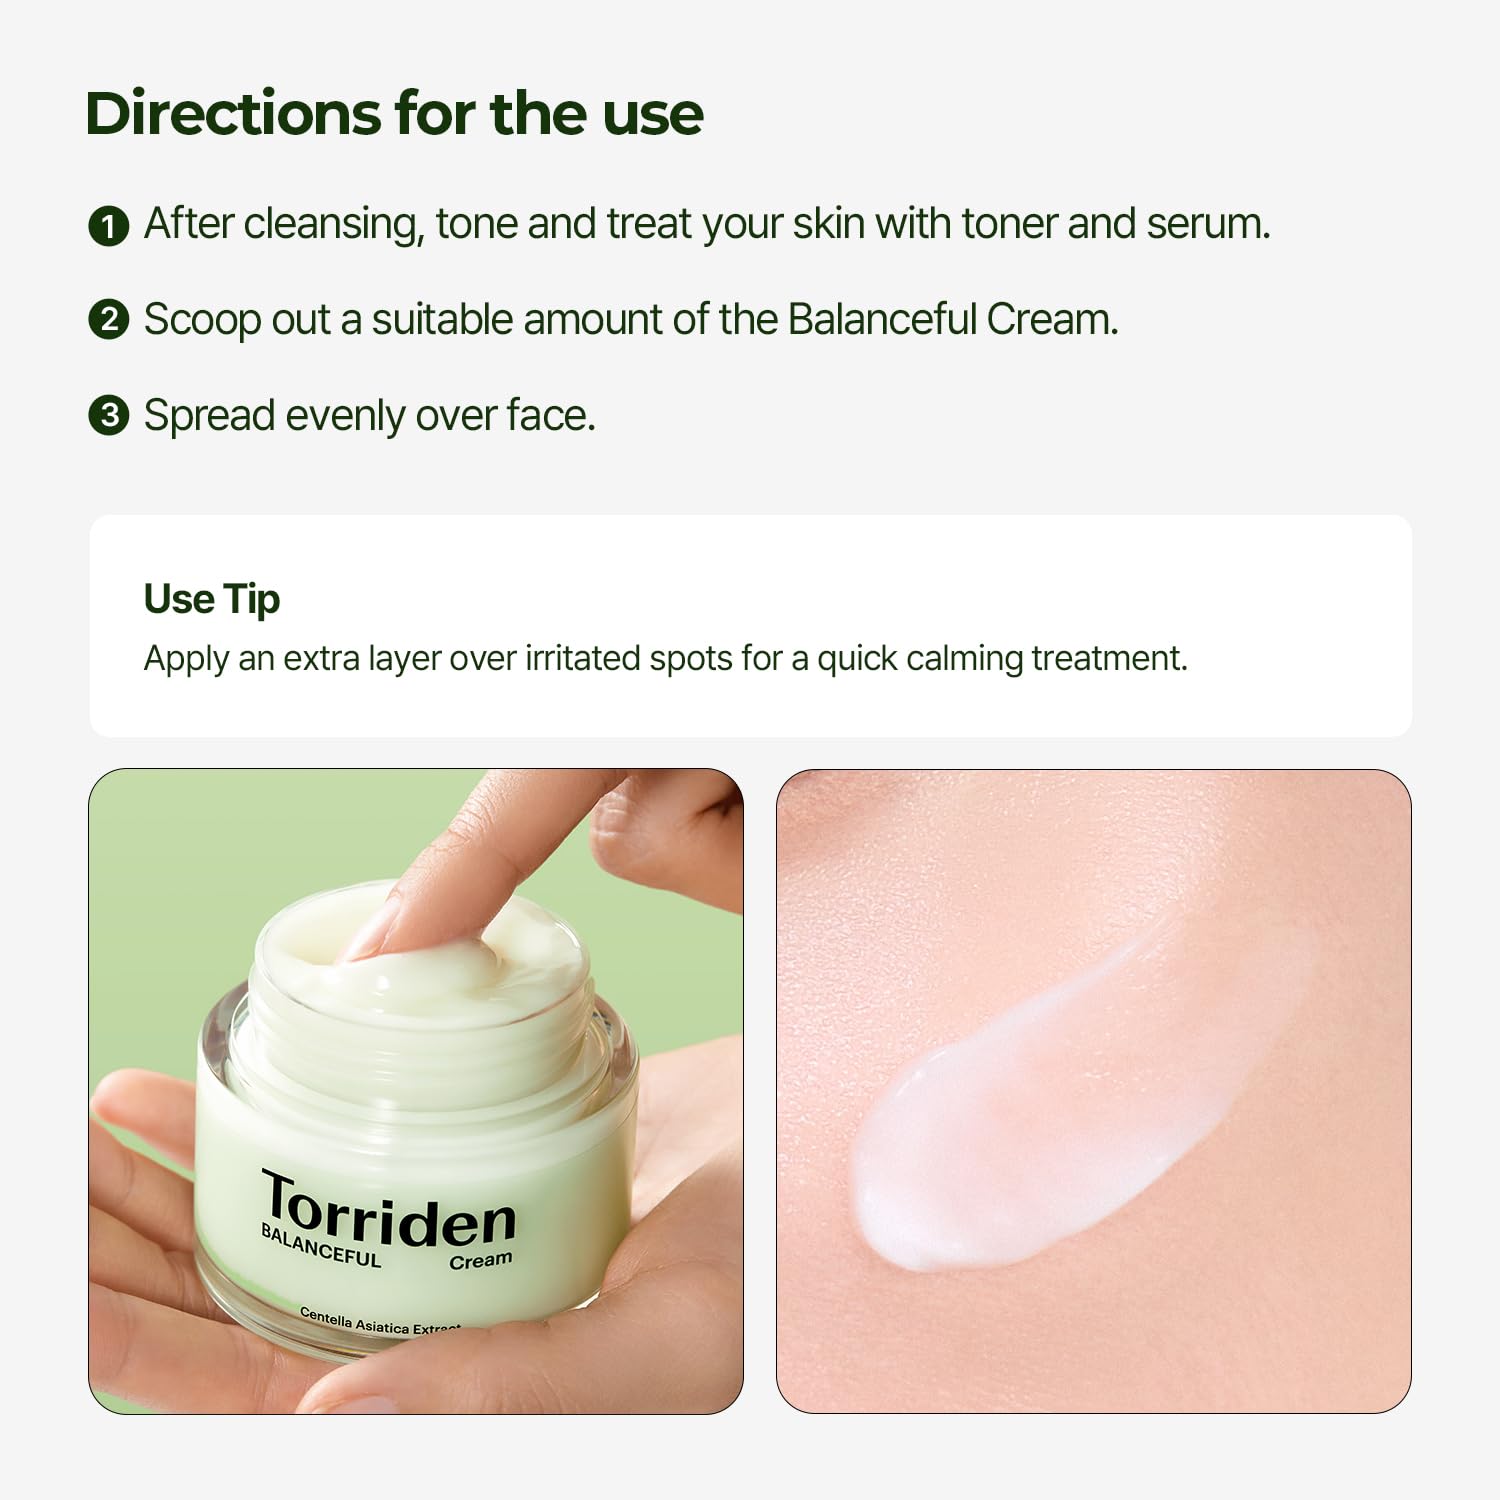 Directions for the use
1 After cleansing, tone and treat your skin with toner and serum.
2 Scoop out a suitable amount of the Balanceful Cream.
3 Spread evenly over face.
Use Tip
Apply an extra layer over irritated spots for a quick calming treatment.
Torriden
BALANCEFUL Cream
Centella Asiatica Extract